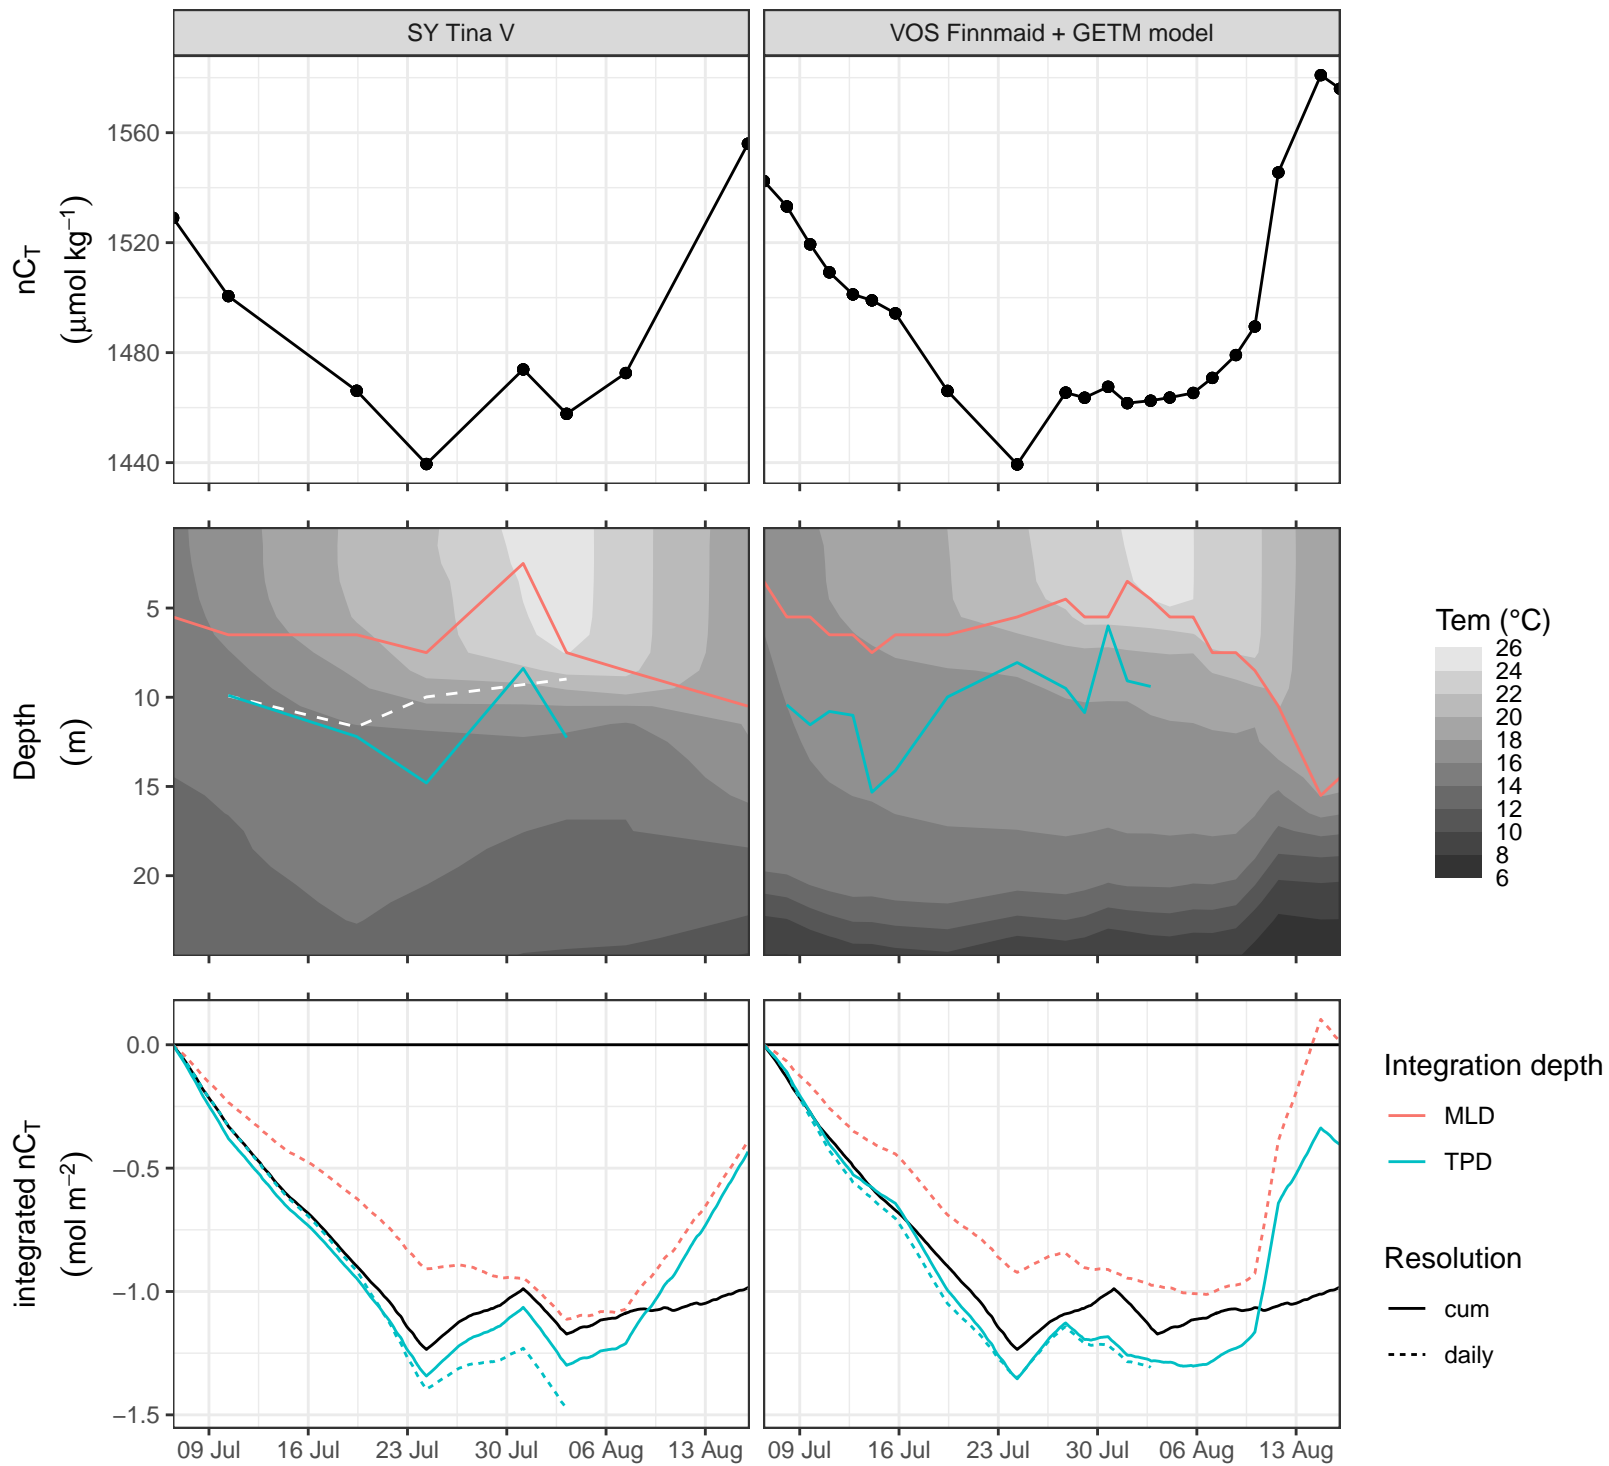 SY Tina V
VOS Finnmaid + GETM model
nC_T
(μmol kg⁻¹)
1560
1520
1480
1440
Depth
(m)
5
10
15
20
Tem (°C)
26
24
22
20
18
16
14
12
10
8
6
integrated nC_T
(mol m⁻²)
0.0
−0.5
−1.0
−1.5
09 Jul 16 Jul 23 Jul 30 Jul 06 Aug 13 Aug
09 Jul 16 Jul 23 Jul 30 Jul 06 Aug 13 Aug
Integration depth
MLD
TPD
Resolution
cum
daily